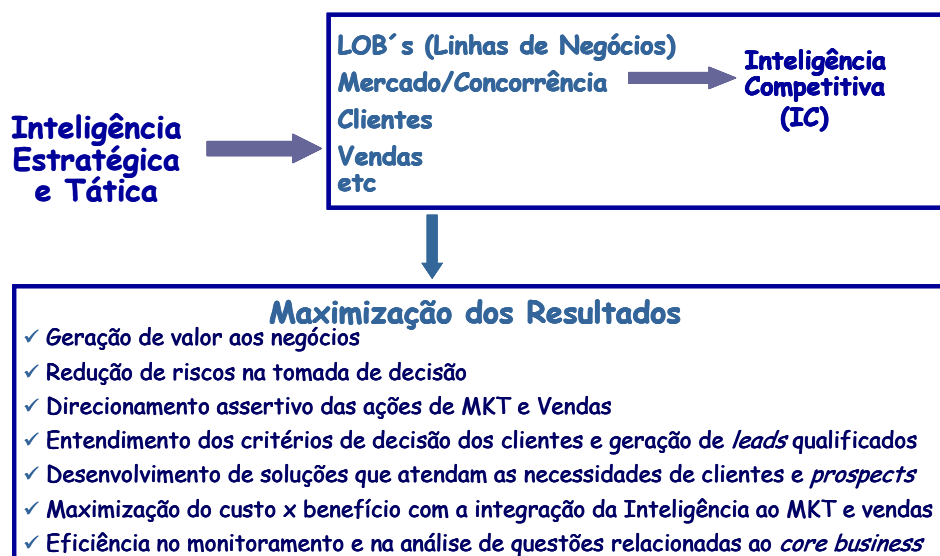 Inteligência
Estratégica
e Tática
LOB´s (Linhas de Negócios)
Mercado/Concorrência
Clientes
Vendas
etc
Inteligência
Competitiva
(IC)
Maximização dos Resultados
✓ Geração de valor aos negócios
✓ Redução de riscos na tomada de decisão
✓ Direcionamento assertivo das ações de MKT e Vendas
✓ Entendimento dos critérios de decisão dos clientes e geração de leads qualificados
✓ Desenvolvimento de soluções que atendam as necessidades de clientes e prospects
✓ Maximização do custo x benefício com a integração da Inteligência ao MKT e vendas
✓ Eficiência no monitoramento e na análise de questões relacionadas ao core business